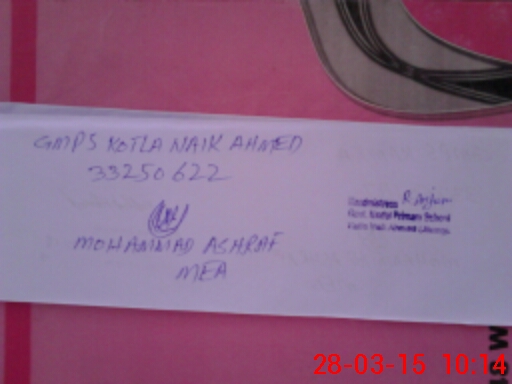 GMPS KOTLA NAIK AHMED
33250622
MOHAMMAD ASHRAF
MEA
Headmistress
Govt. Model Primary School
Kotla Naik Ahmed
28-03-15 10:14